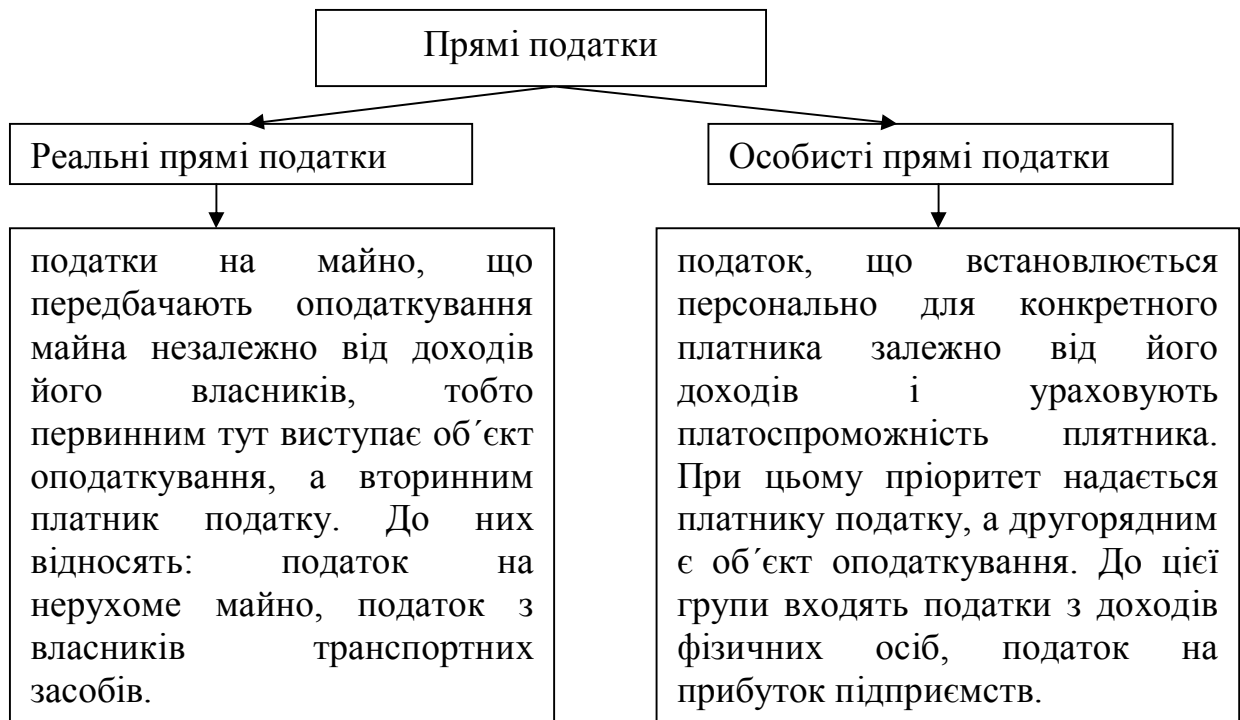 Прямі податки
Реальні прямі податки
Особисті прямі податки
податки на майно, що
передбачають оподаткування
майна незалежно від доходів
його власників, тобто
первинним тут виступає об´єкт
оподаткування, а вторинним
платник податку. До них
відносять: податок на
нерухоме майно, податок з
власників транспортних
засобів.
податок, що встановлюється
персонально для конкретного
платника залежно від його
доходів і ураховують
платоспроможність плятника.
При цьому пріоритет надається
платнику податку, а другорядним
є об´єкт оподаткування. До цієї
групи входять податки з доходів
фізичних осіб, податок на
прибуток підприємств.